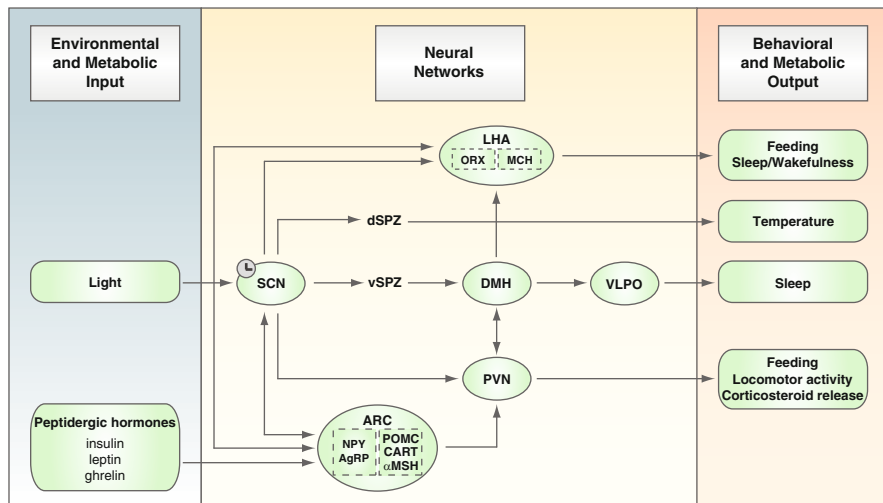 Environmental
and Metabolic
Input
Neural
Networks
Behavioral
and Metabolic
Output
LHA
ORX
MCH
Feeding
Sleep/Wakefulness
dSPZ
Temperature
Light
SCN
vSPZ
DMH
VLPO
Sleep
PVN
Feeding
Locomotor activity
Corticosteroid release
Peptidergic hormones
insulin
leptin
ghrelin
ARC
NPY
AgRP
POMC
CART
αMSH